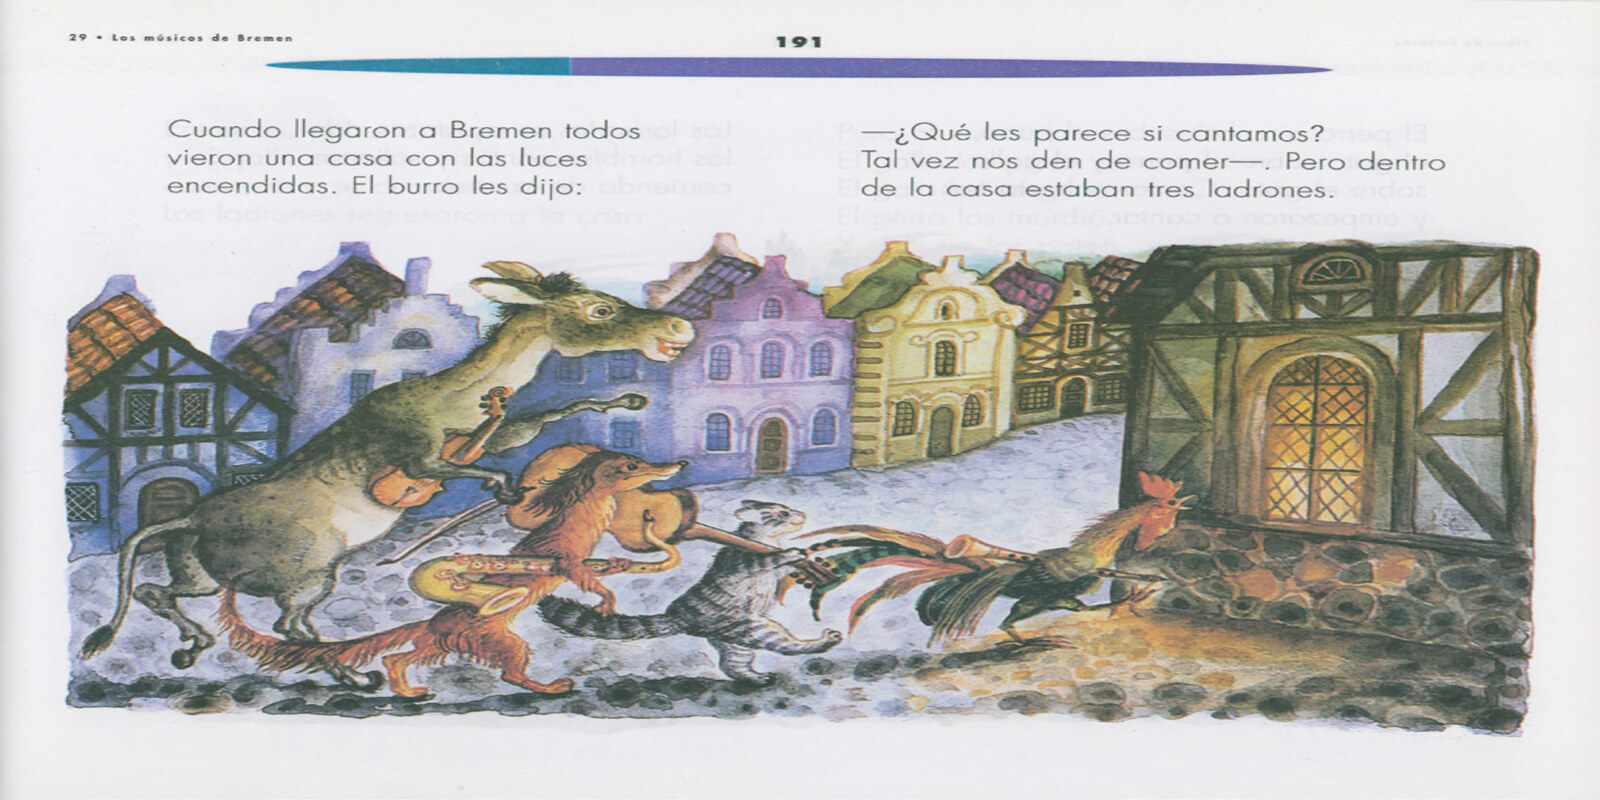 29 • Los músicos de Bremen
191
Cuando llegaron a Bremen todos
vieron una casa con las luces
encendidas. El burro les dijo:
—¿Qué les parece si cantamos?
Tal vez nos den de comer—. Pero dentro
de la casa estaban tres ladrones.